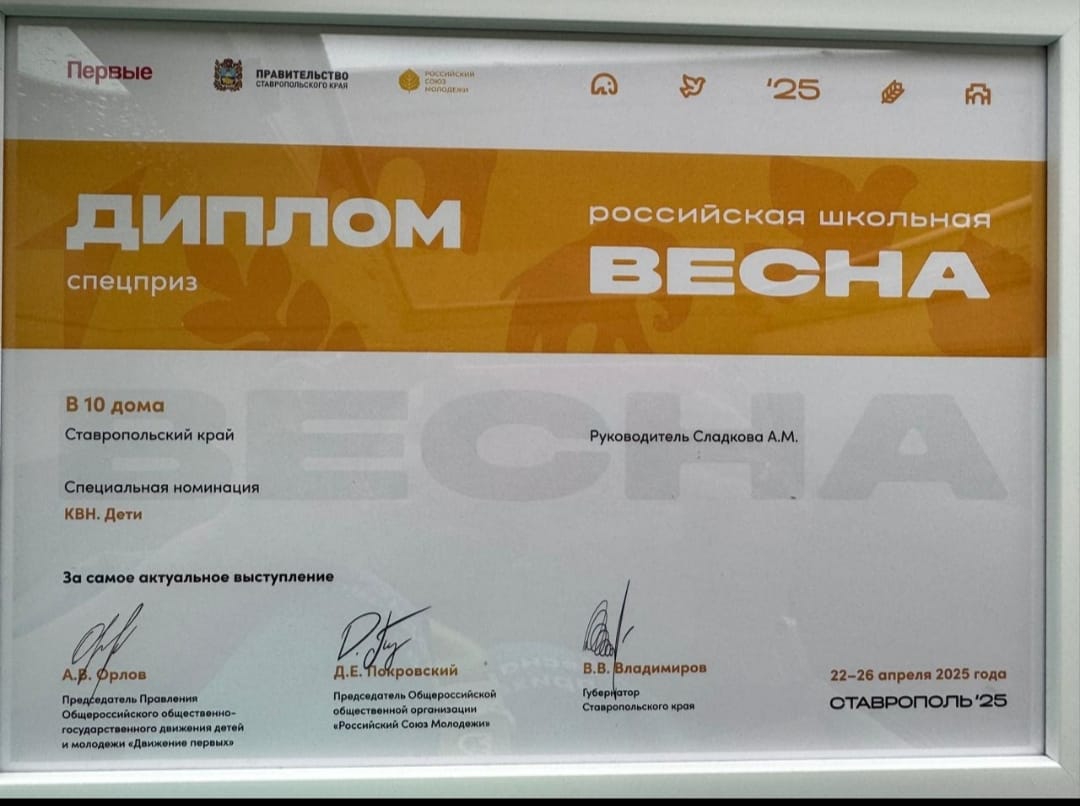 Первые
ПРАВИТЕЛЬСТВО
СТАВРОПОЛЬСКОГО КРАЯ
РОССИЙСКИЙ
СОЮЗ
МОЛОДЕЖИ
'25
ДИПЛОМ
спецприз
российская школьная
ВЕСНА
ВЕСНА
В 10 дома
Ставропольский край
Руководитель Сладкова А.М.
Специальная номинация
КВН. Дети
За самое актуальное выступление
А.В. Орлов
Председатель Правления
Общероссийского общественно-
государственного движения детей
и молодежи «Движение первых»
Д.Е. Покровский
Председатель Общероссийской
общественной организации
«Российский Союз Молодежи»
В.В. Владимиров
Губернатор
Ставропольского края
22–26 апреля 2025 года
СТАВРОПОЛЬ'25